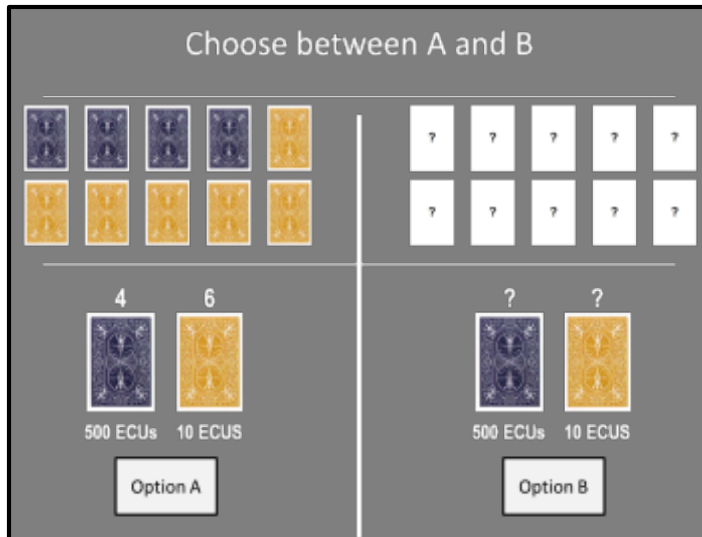 Choose between A and B
? ? ? ? ?
? ? ? ? ?
4 6
? ?
500 ECUs 10 ECUS
500 ECUs 10 ECUS
Option A
Option B